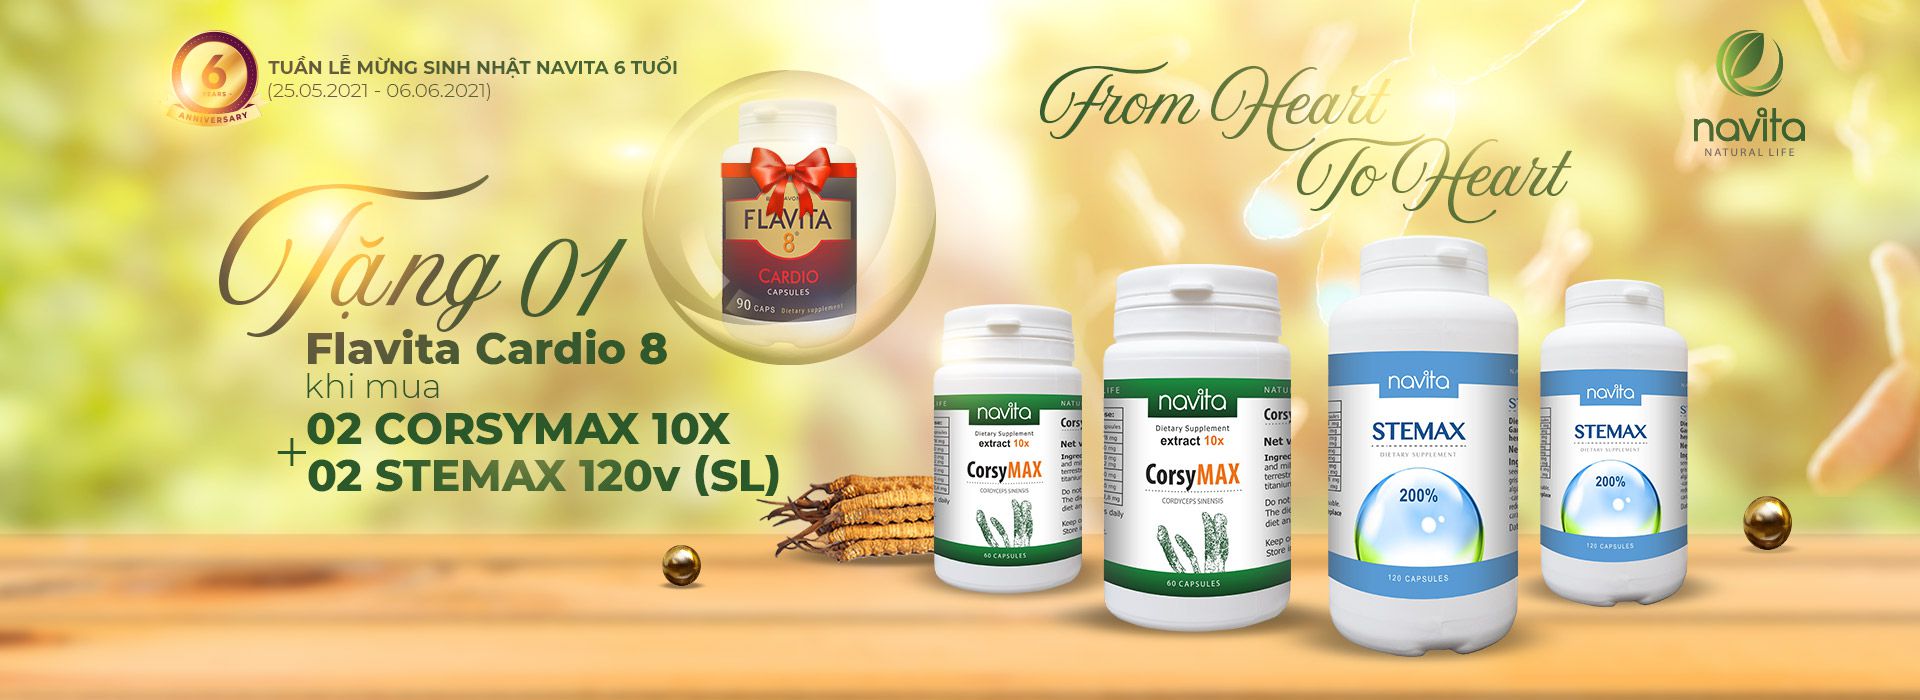 6
YEARS
ANNIVERSARY
TUẦN LỄ MỪNG SINH NHẬT NAVITA 6 TUỔI
(25.05.2021 - 06.06.2021)
Tặng 01
Flavita Cardio 8
khi mua
02 CORSYMAX 10X
+
02 STEMAX 120v (SL)
FLAVITA
8®
CARDIO
CAPSULES
90 CAPS Dietary supplement
From Heart
To Heart
navita
NATURAL LIFE
navita
Dietary Supplement
extract 10x
CorsyMAX
CORDYCEPS SINENSIS
60 CAPSULES
navita
Dietary Supplement
extract 10x
CorsyMAX
CORDYCEPS SINENSIS
60 CAPSULES
navita
STEMAX
DIETARY SUPPLEMENT
200%
120 CAPSULES
navita
STEMAX
DIETARY SUPPLEMENT
200%
120 CAPSULES